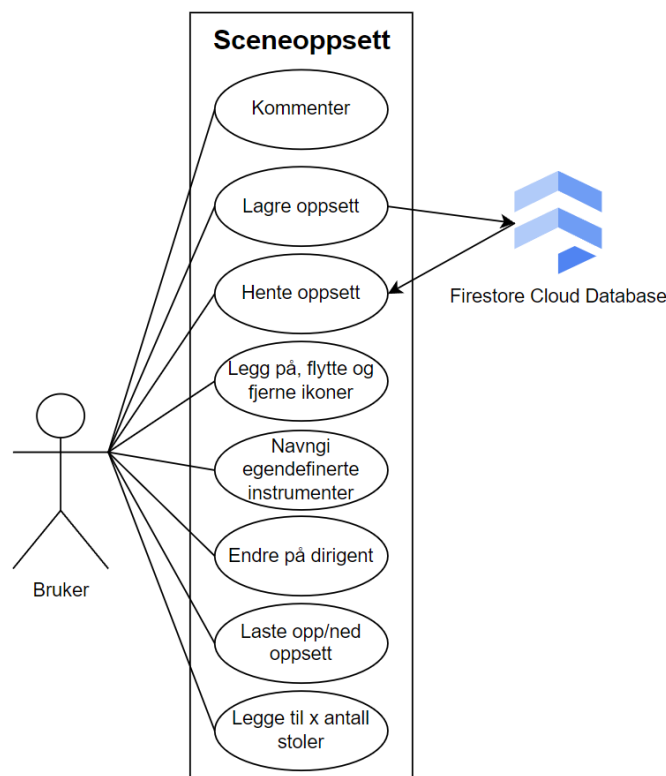 Sceneoppsett
Kommenter
Lagre oppsett
Hente oppsett
Firestore Cloud Database
Legg på, flytte og
fjerne ikoner
Navngi
egendefinerte
instrumenter
Endre på dirigent
Bruker
Laste opp/ned
oppsett
Legge til x antall
stoler